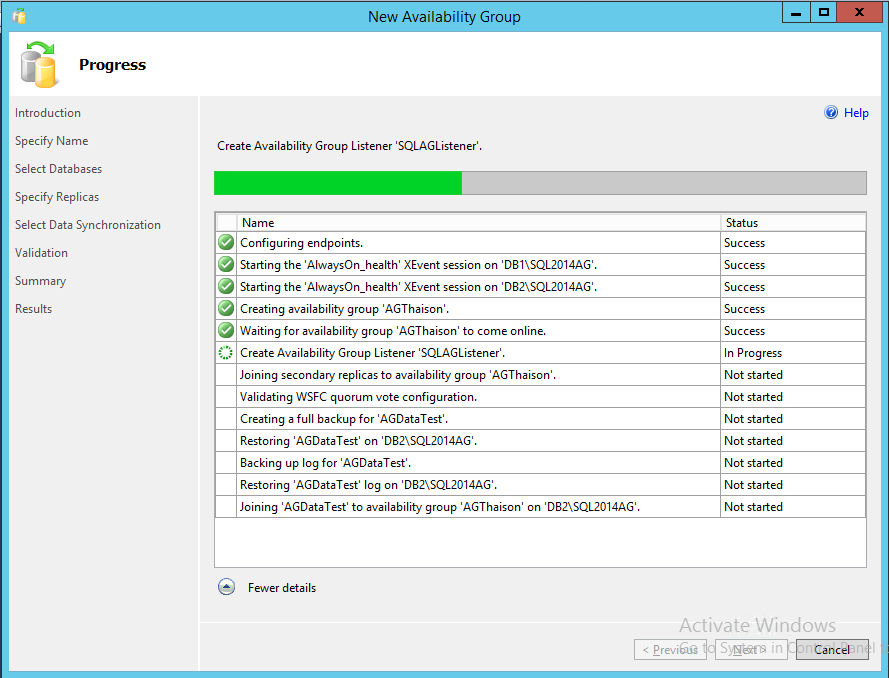 New Availability Group
Progress
Introduction
Specify Name
Select Databases
Specify Replicas
Select Data Synchronization
Validation
Summary
Results
Help
Create Availability Group Listener 'SQLAGListener'.
Name Status
Configuring endpoints. Success
Starting the 'AlwaysOn_health' XEvent session on 'DB1\SQL2014AG'. Success
Starting the 'AlwaysOn_health' XEvent session on 'DB2\SQL2014AG'. Success
Creating availability group 'AGThaison'. Success
Waiting for availability group 'AGThaison' to come online. Success
Create Availability Group Listener 'SQLAGListener'. In Progress
Joining secondary replicas to availability group 'AGThaison'. Not started
Validating WSFC quorum vote configuration. Not started
Creating a full backup for 'AGDataTest'. Not started
Restoring 'AGDataTest' on 'DB2\SQL2014AG'. Not started
Backing up log for 'AGDataTest'. Not started
Restoring 'AGDataTest' log on 'DB2\SQL2014AG'. Not started
Joining 'AGDataTest' to availability group 'AGThaison' on 'DB2\SQL2014AG'. Not started
Fewer details
Activate Windows
Go to System in Control Panel
< Previous Next > Cancel